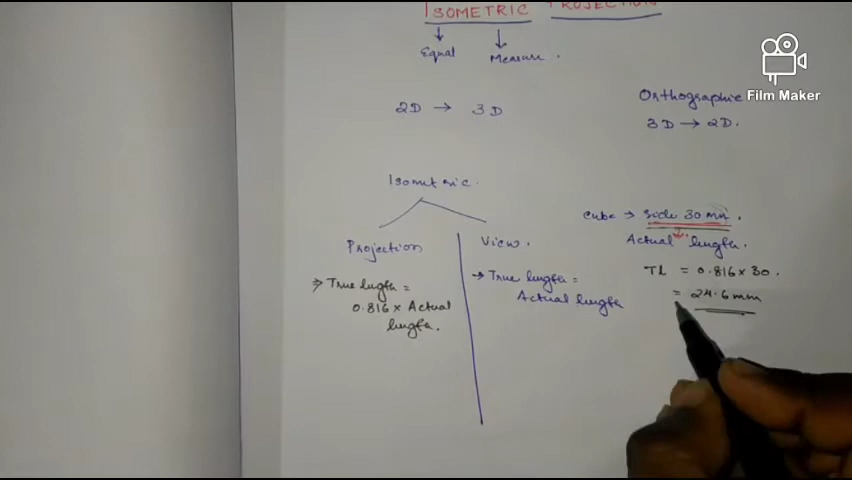 ISOMETRIC PROJECTION
Equal
Measure.
2D → 3D
Orthographic
3D → 2D.
Film Maker
Isometric.
Projection
⇒ True length =
0.816 × Actual
length.
View.
→ True length =
Actual length
Cube → Side 30 mm.
Actual length.
TL = 0.816 × 30.
= 24.6 mm